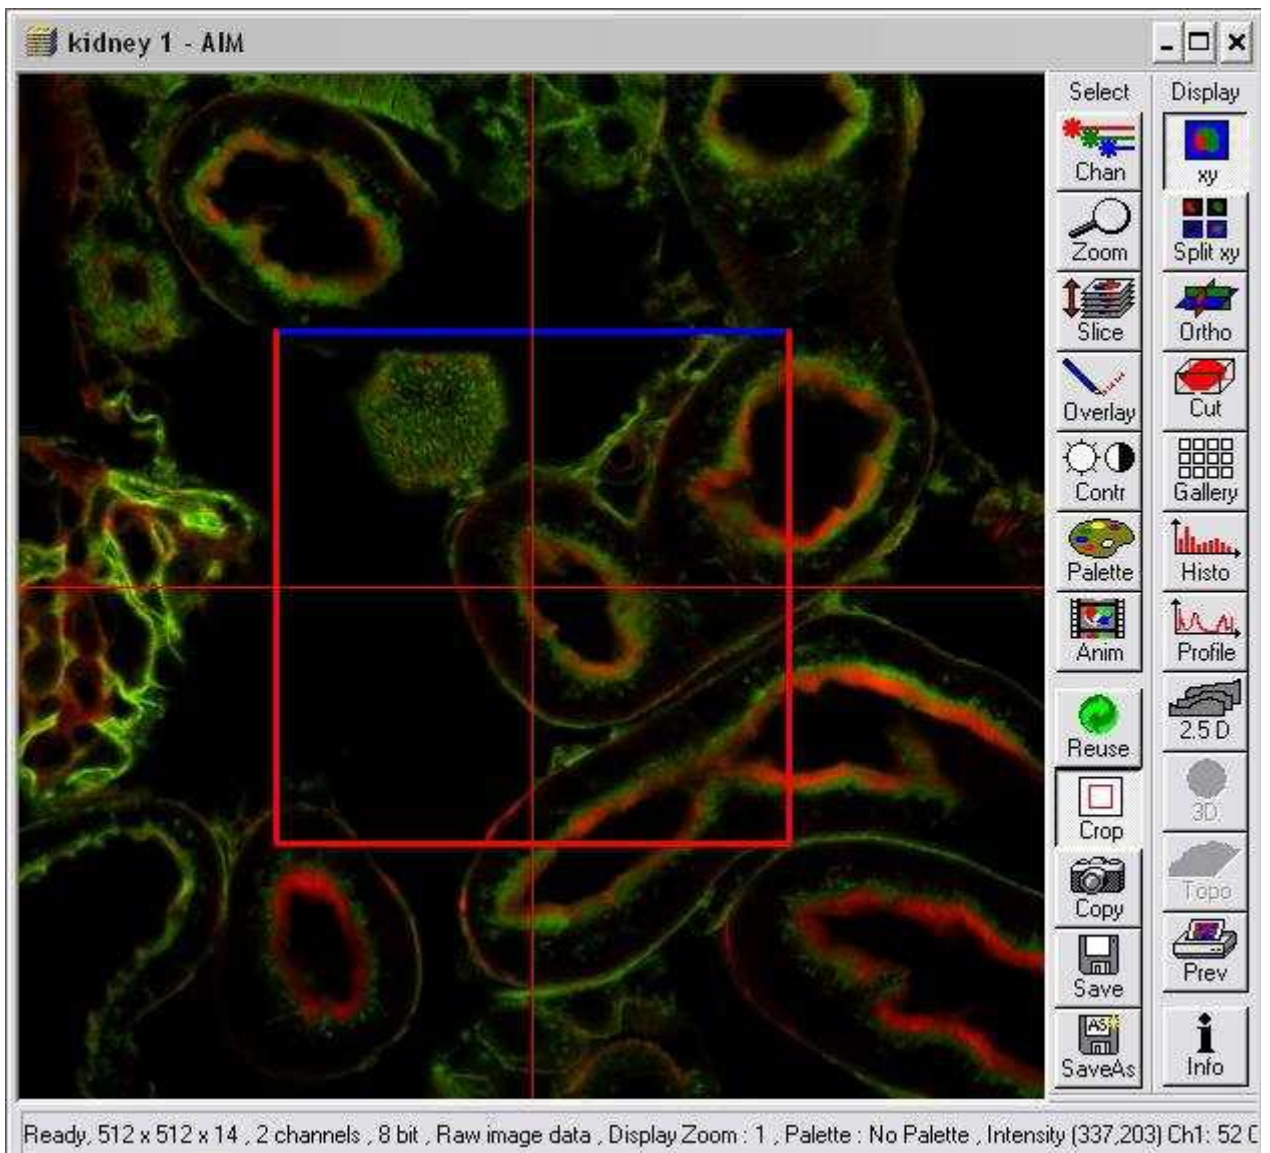 kidney 1 - AIM
Select
Chan
Zoom
Slice
Overlay
Contr
Palette
Anim
Reuse
Crop
Copy
Save
AS
SaveAs
Display
xy
Split xy
Ortho
Cut
Gallery
Histo
Profile
2.5 D
3D.
Topo
Prev
Info
Ready, 512 x 512 x 14 , 2 channels , 8 bit , Raw image data , Display Zoom : 1 , Palette : No Palette , Intensity (337,203) Ch1: 52